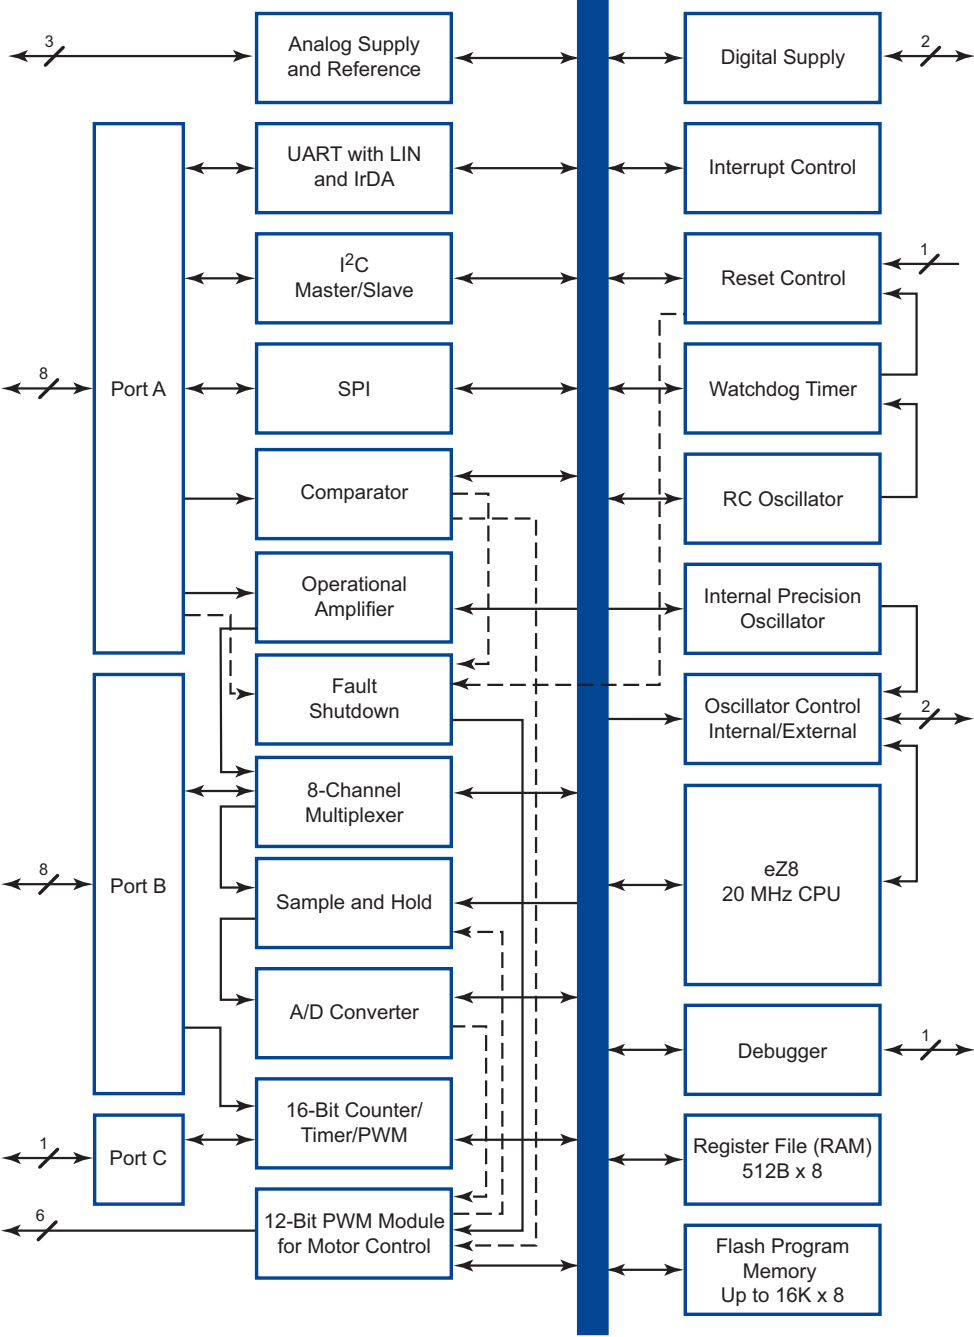 3
Analog Supply
and Reference
Digital Supply
2
UART with LIN
and IrDA
Interrupt Control
I²C
Master/Slave
Reset Control
1
8
Port A
SPI
Watchdog Timer
Comparator
RC Oscillator
Operational
Amplifier
Internal Precision
Oscillator
Fault
Shutdown
Oscillator Control
Internal/External
2
8-Channel
Multiplexer
8
Port B
Sample and Hold
eZ8
20 MHz CPU
A/D Converter
Debugger
1
16-Bit Counter/
Timer/PWM
1
Port C
Register File (RAM)
512B x 8
6
12-Bit PWM Module
for Motor Control
Flash Program
Memory
Up to 16K x 8